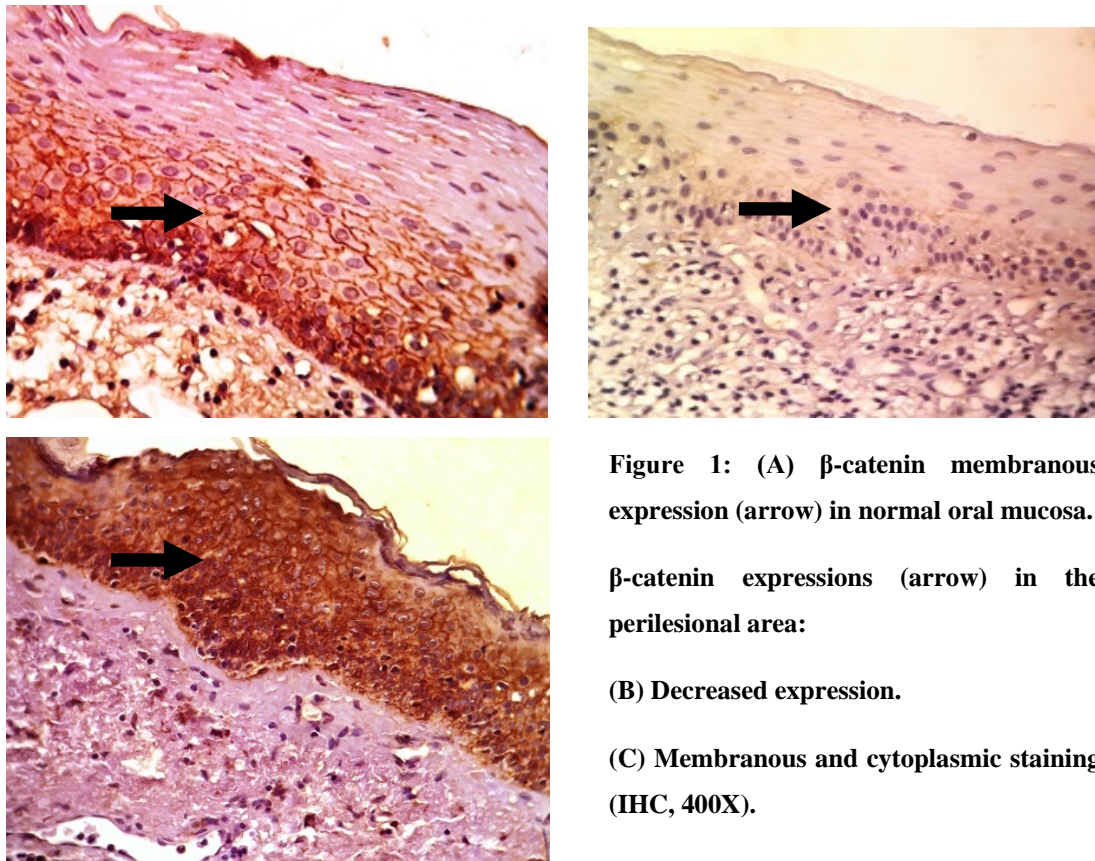 Figure 1: (A) β-catenin membranous
expression (arrow) in normal oral mucosa.
β-catenin expressions (arrow) in the
perilesional area:
(B) Decreased expression.
(C) Membranous and cytoplasmic staining
(IHC, 400X).